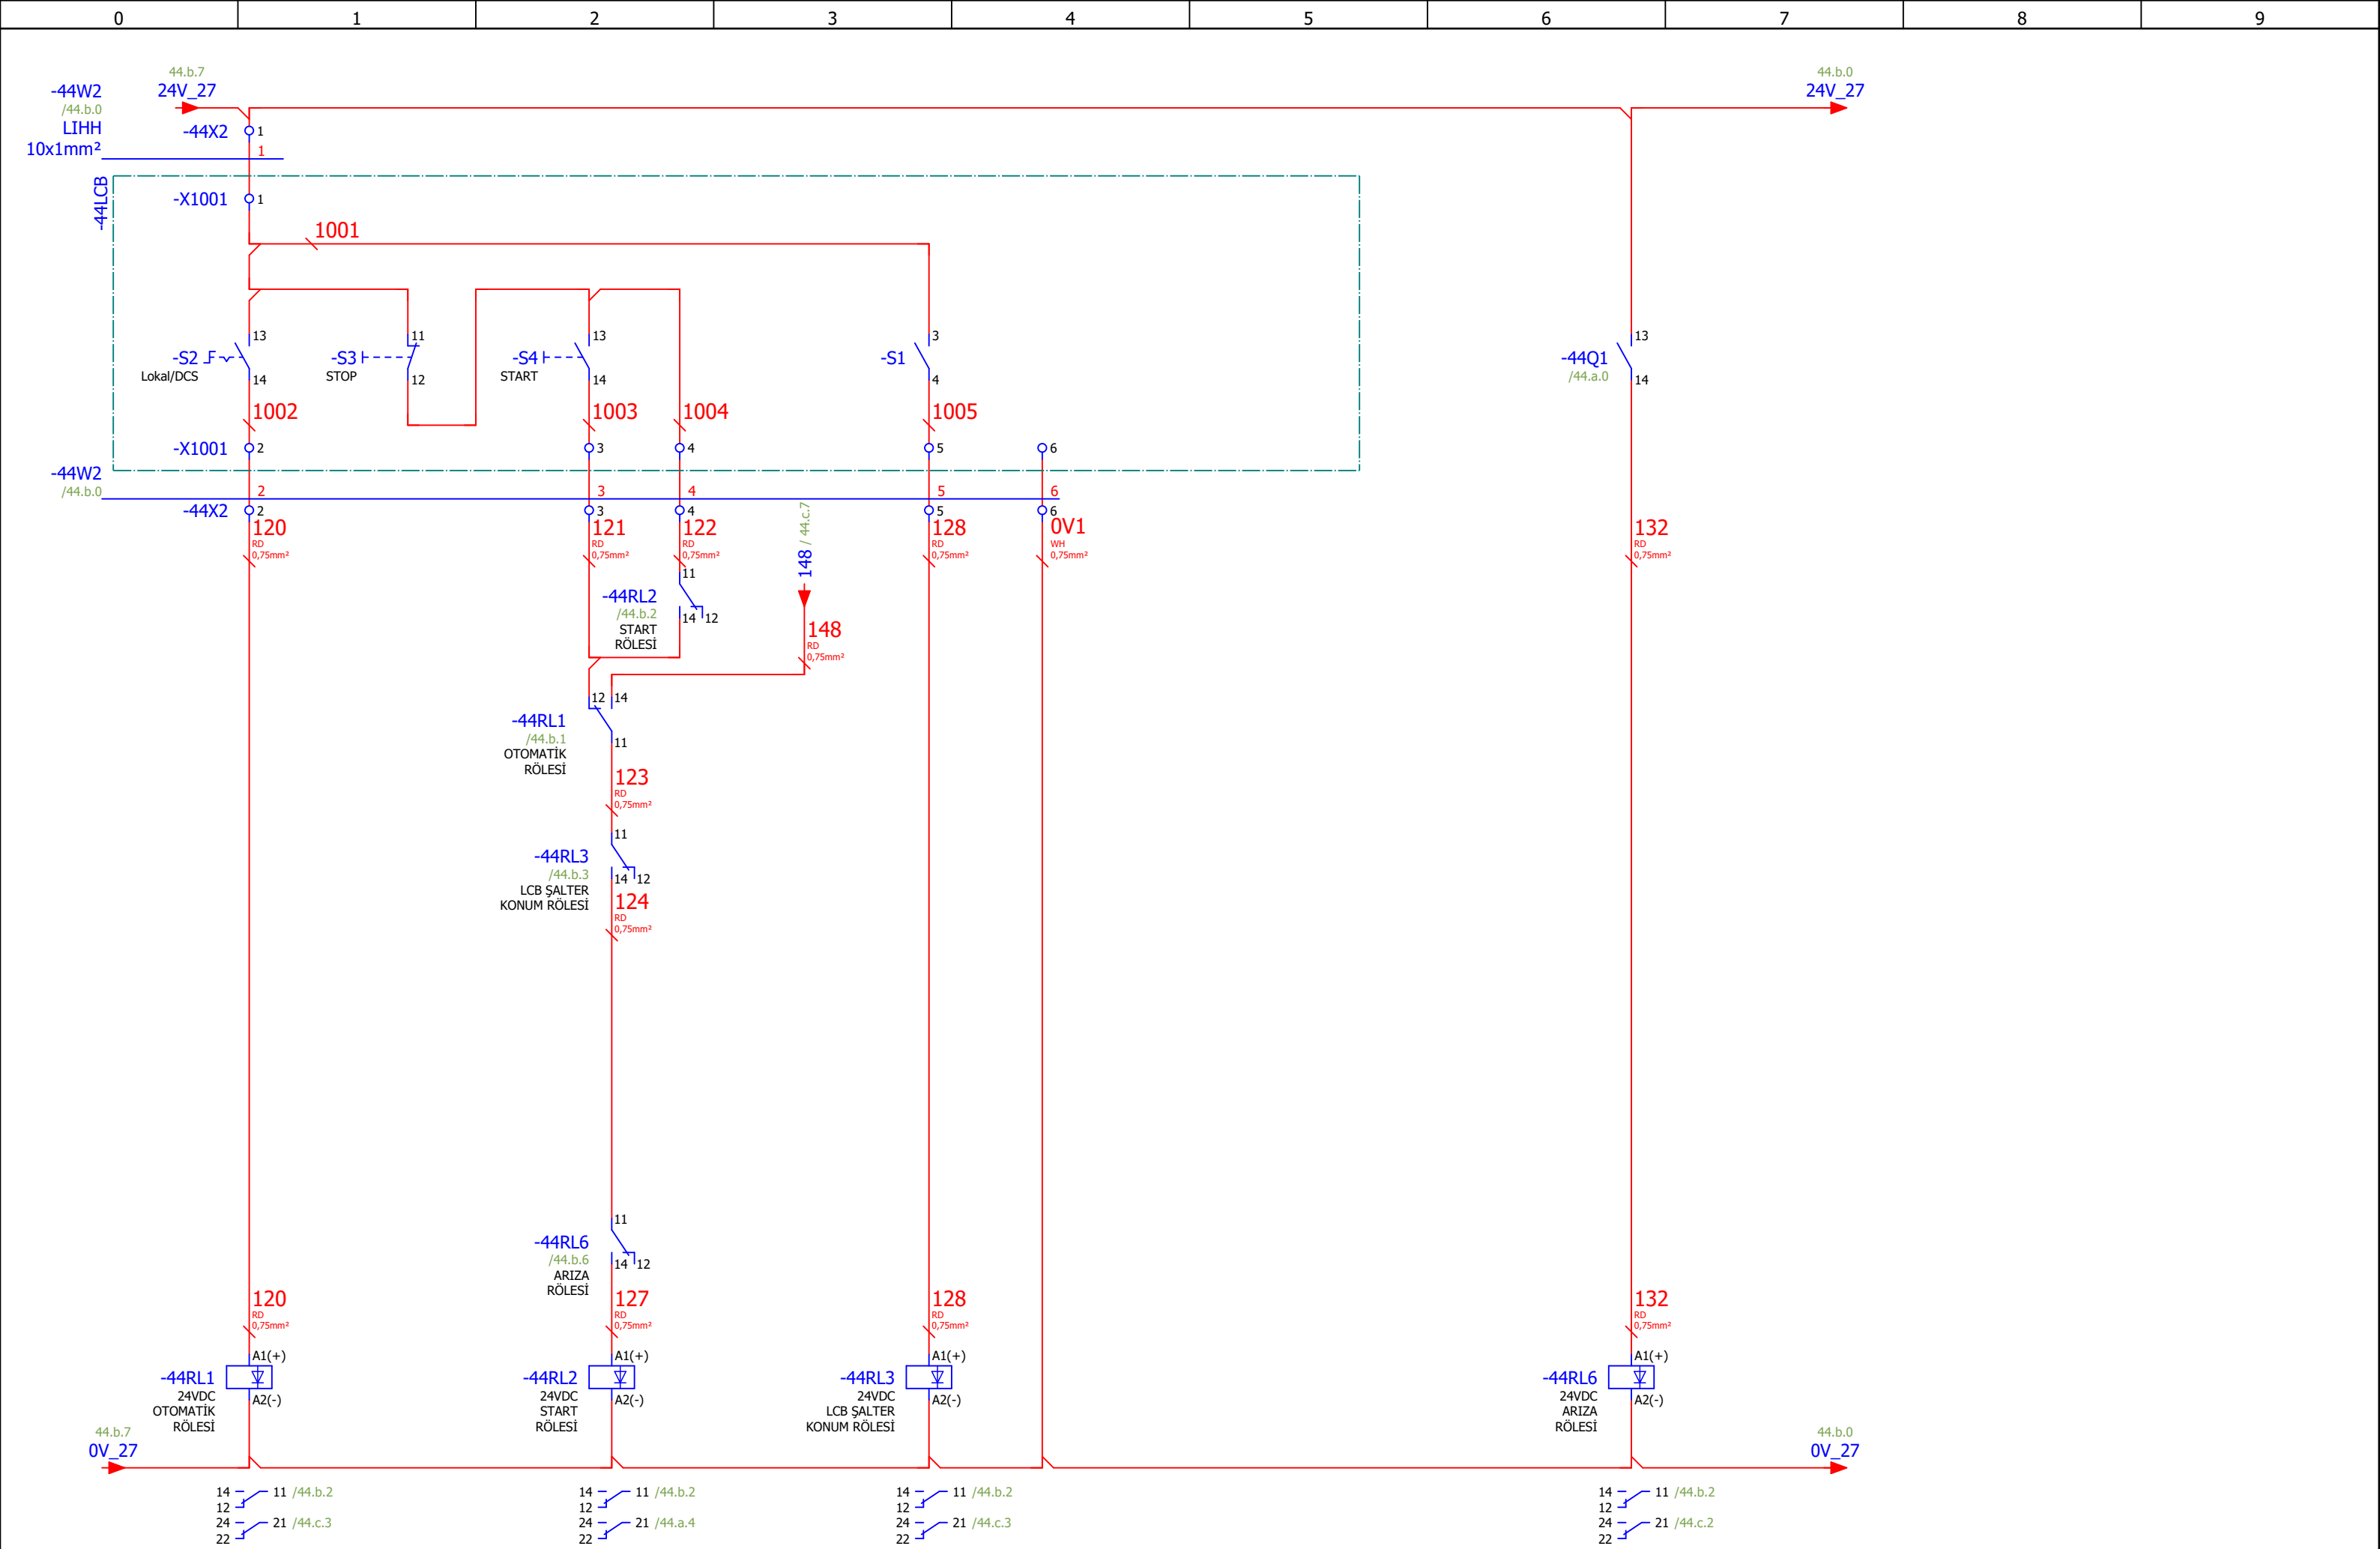 0 1 2 3 4 5 6 7 8 9
44.b.7
24V_27
44.b.0
24V_27
-44W2
/44.b.0
LIHH
10x1mm²
-44X2 1
1
-44LCB
-X1001 1
1001
-S2 13 14
Lokal/DCS
-S3 11 12
STOP
-S4 13 14
START
-S1 3 4
-44Q1 13 14
/44.a.0
1002 1003 1004 1005
-X1001 2 3 4 5 6
-44W2
/44.b.0
2 3 4 5 6
-44X2 2 3 4 5 6
120
RD
0,75mm²
121
RD
0,75mm²
122
RD
0,75mm²
148 / 44.c.7
128
RD
0,75mm²
0V1
WH
0,75mm²
132
RD
0,75mm²
11
-44RL2
/44.b.2
14 12
START
RÖLESİ
148
RD
0,75mm²
12 14
-44RL1
/44.b.1
11
OTOMATİK
RÖLESİ
123
RD
0,75mm²
11
-44RL3
/44.b.3
14 12
LCB ŞALTER
KONUM RÖLESİ
124
RD
0,75mm²
11
-44RL6
/44.b.6
14 12
ARIZA
RÖLESİ
120
RD
0,75mm²
127
RD
0,75mm²
128
RD
0,75mm²
132
RD
0,75mm²
A1(+)
-44RL1
24VDC
A2(-)
OTOMATİK
RÖLESİ
A1(+)
-44RL2
24VDC
A2(-)
START
RÖLESİ
A1(+)
-44RL3
24VDC
A2(-)
LCB ŞALTER
KONUM RÖLESİ
A1(+)
-44RL6
24VDC
A2(-)
ARIZA
RÖLESİ
44.b.7
0V_27
44.b.0
0V_27
14 11 /44.b.2
12
24 21 /44.c.3
22
14 11 /44.b.2
12
24 21 /44.a.4
22
14 11 /44.b.2
12
24 21 /44.c.3
22
14 11 /44.b.2
12
24 21 /44.c.2
22